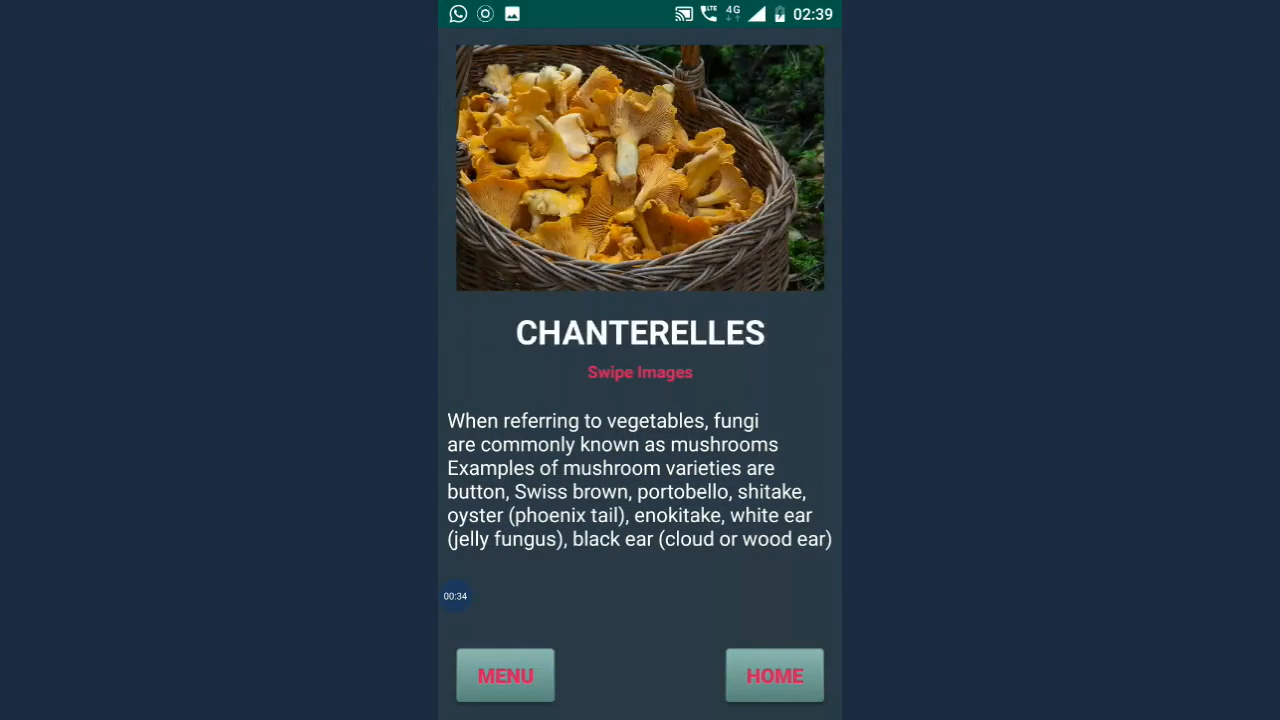 LTE
4G
02:39
CHANTERELLES
Swipe Images
When referring to vegetables, fungi
are commonly known as mushrooms
Examples of mushroom varieties are
button, Swiss brown, portobello, shitake,
oyster (phoenix tail), enokitake, white ear
(jelly fungus), black ear (cloud or wood ear)
00:34
MENU
HOME